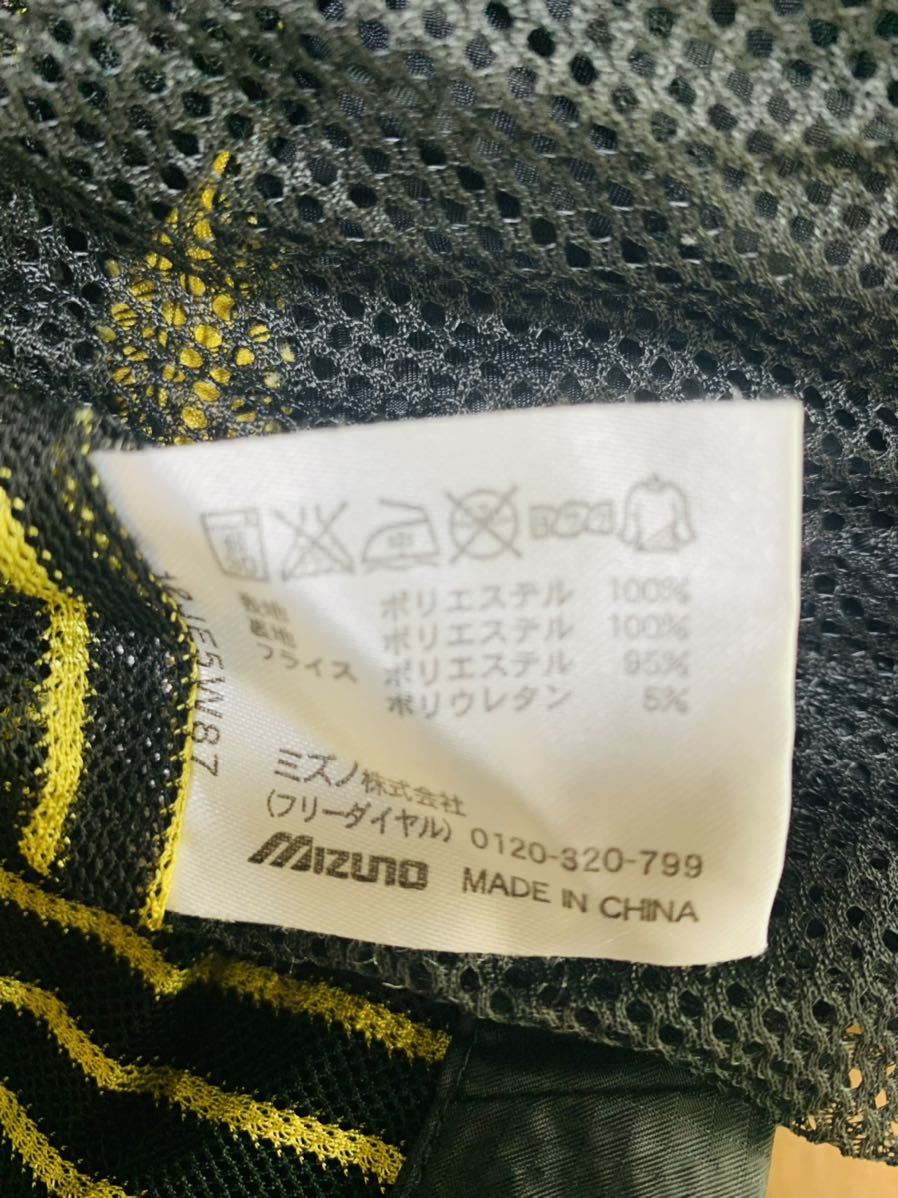 中
表地 ポリエステル 100%
裏地 ポリエステル 100%
フライス ポリエステル 95%
ポリウレタン 5%
ミズノ株式会社
(フリーダイヤル) 0120-320-799
MIZUNO MADE IN CHINA
JE5W87